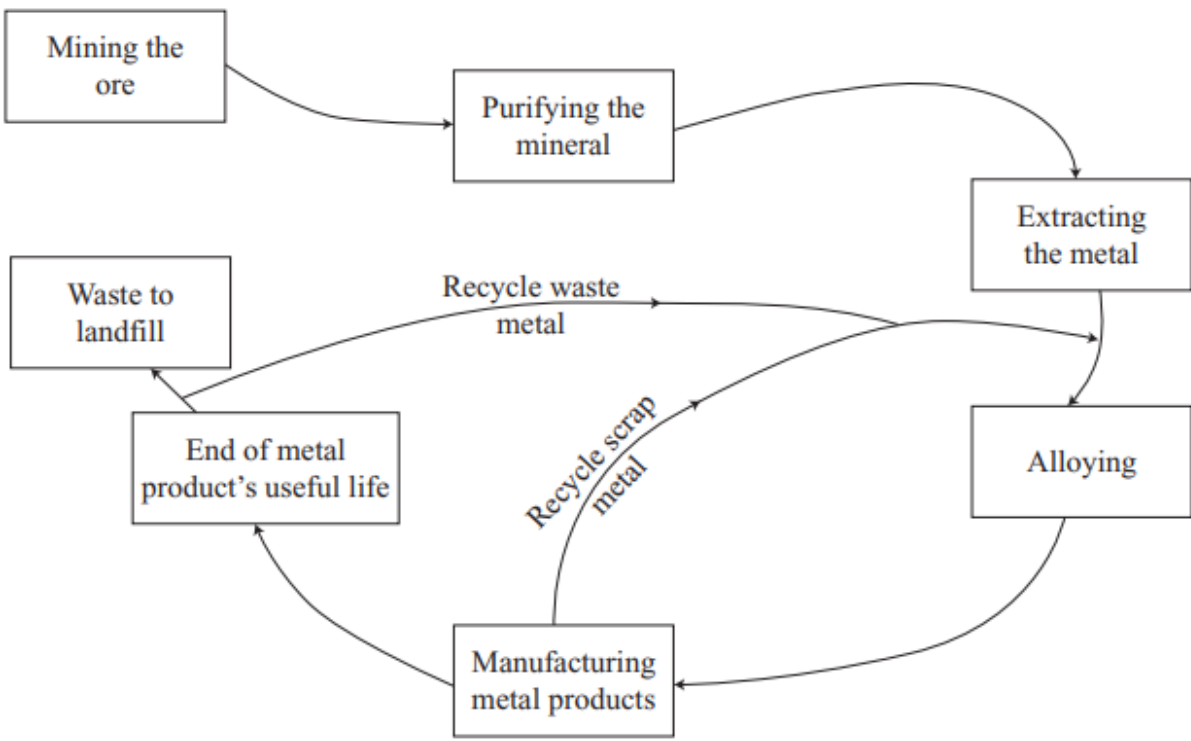 Mining the
ore
Purifying the
mineral
Extracting
the metal
Waste to
landfill
Recycle waste
metal
End of metal
product’s useful life
Recycle scrap
metal
Alloying
Manufacturing
metal products